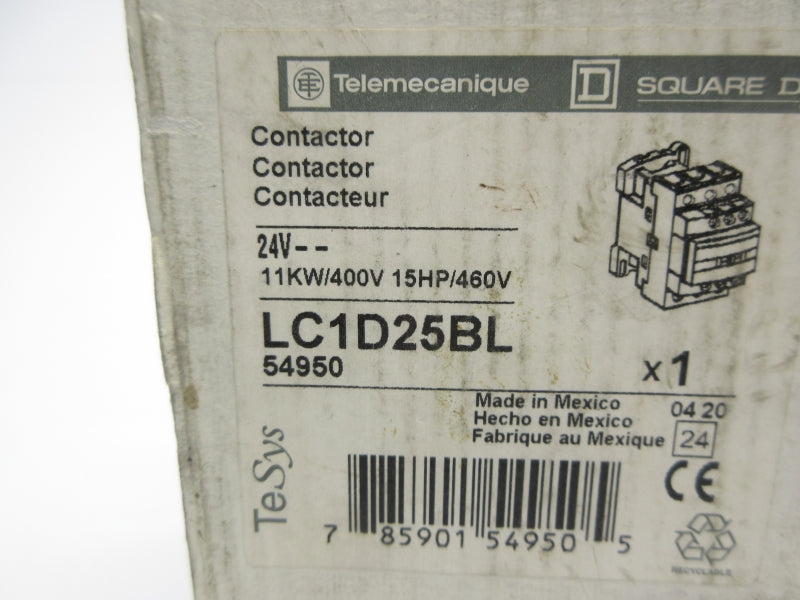 Telemecanique D SQUARE D
Contactor
Contactor
Contacteur
24V--
11KW/400V 15HP/460V
LC1D25BL
54950
x1
Made in Mexico
Hecho en Mexico
Fabrique au Mexique
04 20
24
TeSys
CE
7 85901 54950 5
RECYCLABLE